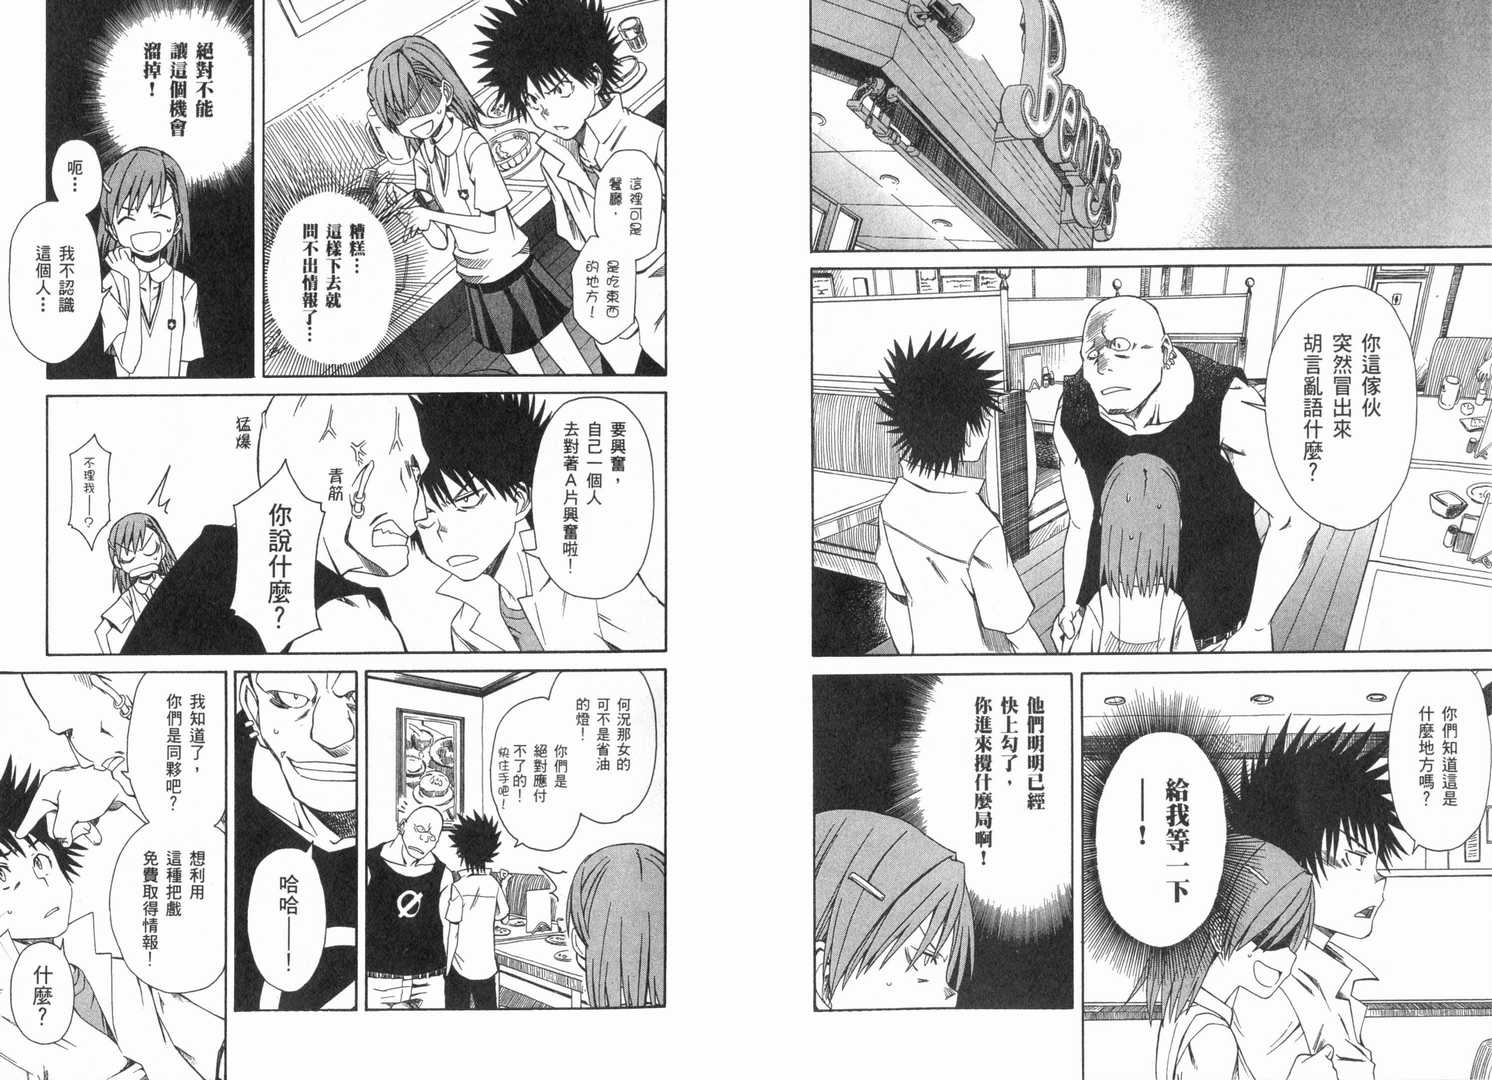 Benny's
你這傢伙
突然冒出來
胡言亂語什麼？
你們知道這是
什麼地方嗎？
給我等一下
——！
他們明明已經
快上勾了，
你進來攪什麼局啊！
這裡可是
餐廳，
是吃東西
的地方！
糟糕…
這樣下去就
問不出情報了…
絕對不能
讓這個機會
溜掉！
呃…
我不認識
這個人…
要興奮，
自己一個人
去對著A片興奮啦！
青筋
你說什麼？
猛爆
不理我——？
何況那女的
可不是省油
的燈！
你們是
絕對應付
不了的！
快住手吧！
哈
哈——！
我知道了，
你們是同夥吧？
想利用
這種把戲
免費取得情報！
什麼？